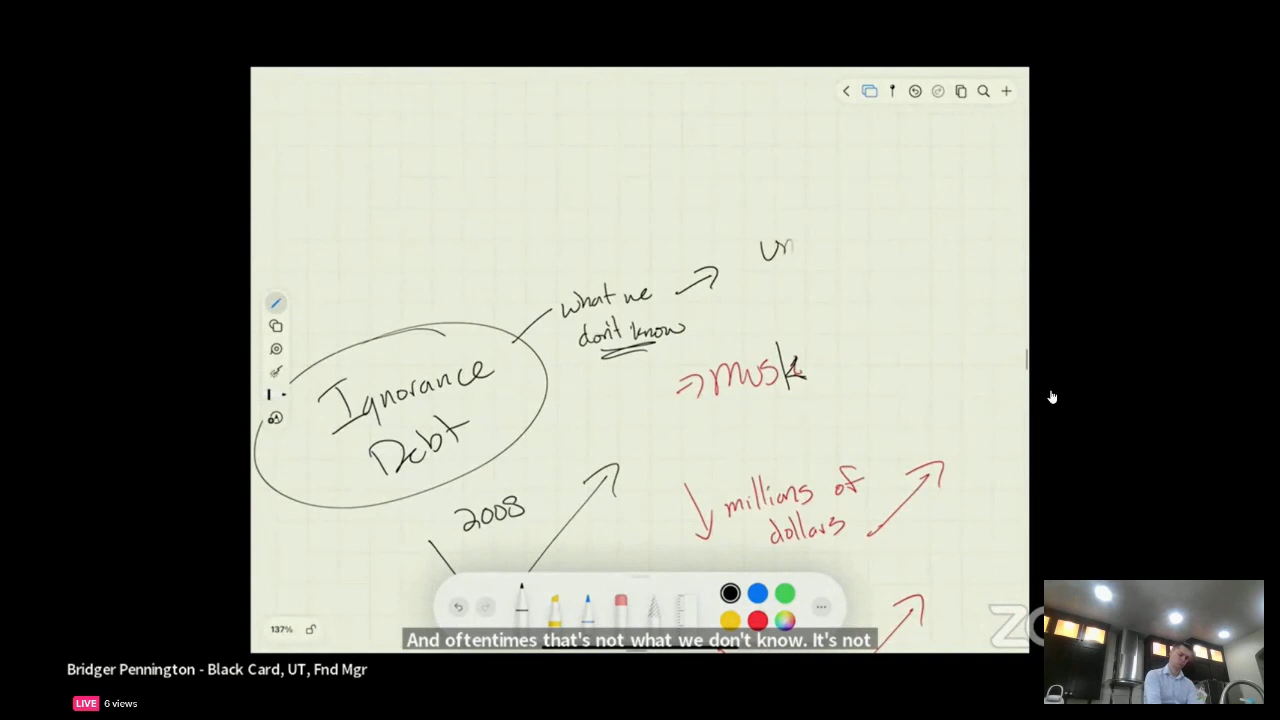 un
what we
don't know
musk
Ignorance
Debt
2008
millions of
dollars
137%
And oftentimes that's not what we don't know. It's not
Bridger Pennington - Black Card, UT, Fnd Mgr
LIVE 6 views